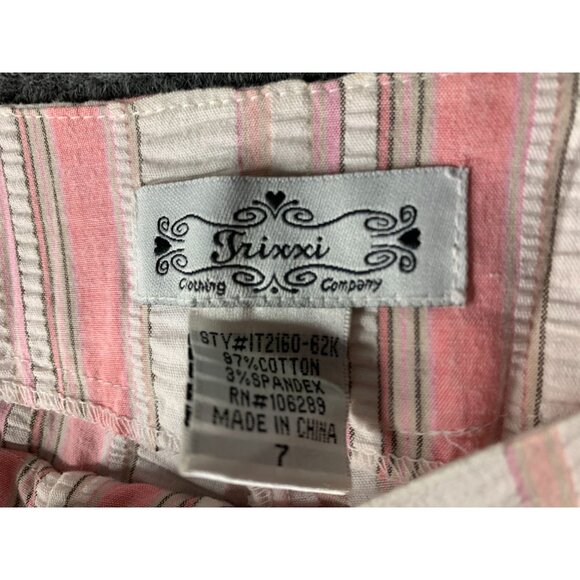 Trixxi
Clothing Company
STY#IT2160-62K
97%COTTON
3%SPANDEX
RN#106289
MADE IN CHINA
7